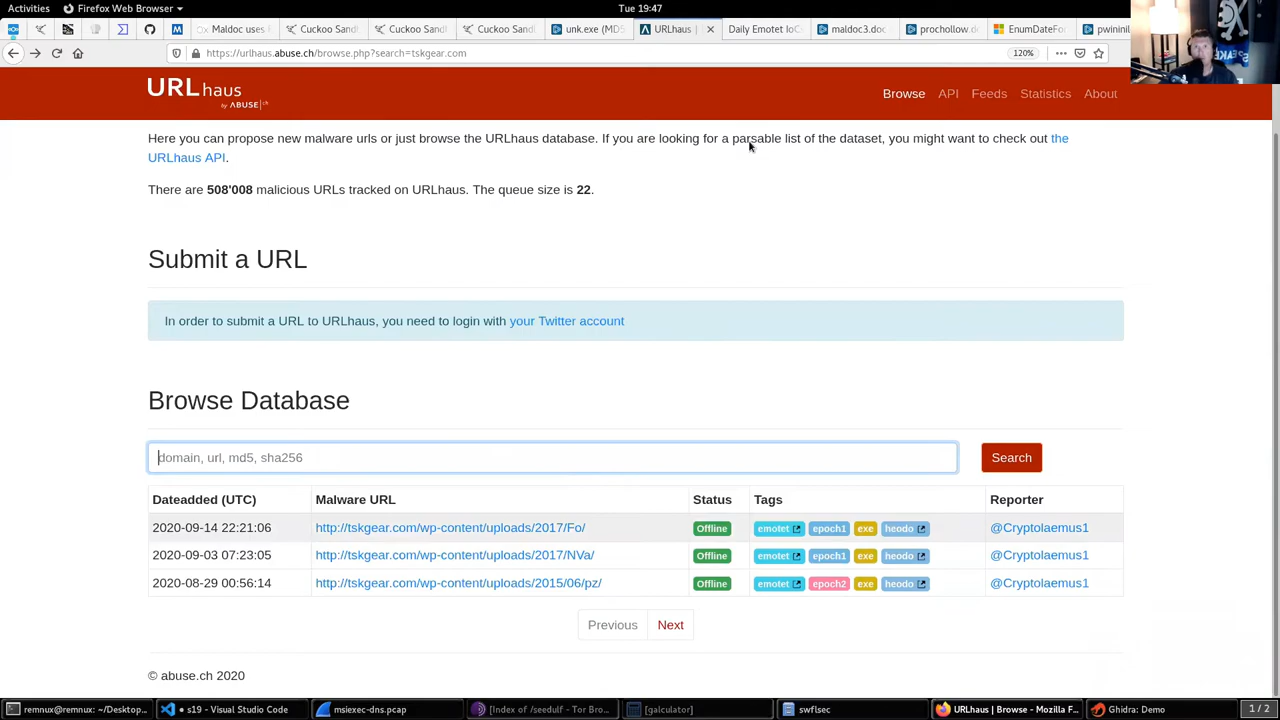 Activities Firefox Web Browser Tue 19:47
Maldoc uses Cuckoo Sand Cuckoo Sand Cuckoo Sand unk.exe (MD5 URLhaus | Daily Emotet IoC maldoc3.doc prochollow.d EnumDateFo pwinini
https://urlhaus.abuse.ch/browse.php?search=tskgear.com 120%
URLhaus
by ABUSE|ch
Browse API Feeds Statistics About
Here you can propose new malware urls or just browse the URLhaus database. If you are looking for a parsable list of the dataset, you might want to check out the
URLhaus API.
There are 508'008 malicious URLs tracked on URLhaus. The queue size is 22.
Submit a URL
In order to submit a URL to URLhaus, you need to login with your Twitter account
Browse Database
domain, url, md5, sha256 Search
Dateadded (UTC) Malware URL Status Tags Reporter
2020-09-14 22:21:06 http://tskgear.com/wp-content/uploads/2017/Fo/ Offline emotet epoch1 exe heodo @Cryptolaemus1
2020-09-03 07:23:05 http://tskgear.com/wp-content/uploads/2017/NVa/ Offline emotet epoch1 exe heodo @Cryptolaemus1
2020-08-29 00:56:14 http://tskgear.com/wp-content/uploads/2015/06/pz/ Offline emotet epoch2 exe heodo @Cryptolaemus1
Previous Next
© abuse.ch 2020
remnux@remnux: ~/Desktop... • s19 - Visual Studio Code msiexec-dns.pcap [Index of /seedulf - Tor Bro... [galculator] swflsec URLhaus | Browse - Mozilla F... Ghidra: Demo 1 / 2